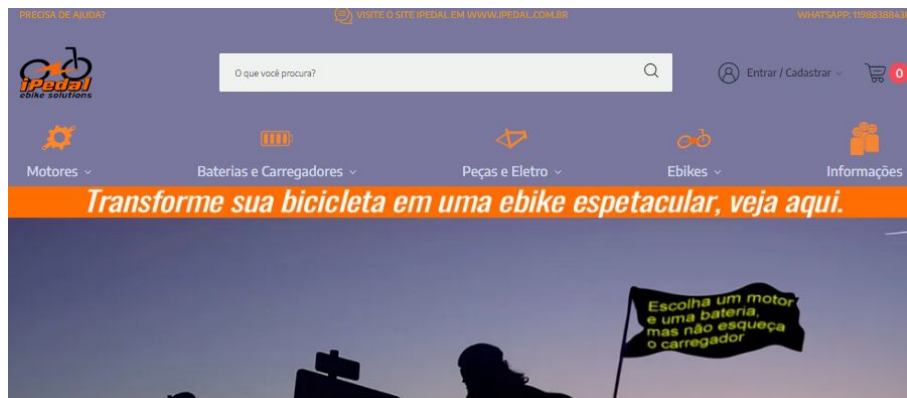 PRECISA DE AJUDA?
VISITE O SITE IPEDAL EM WWW.IPEDAL.COM.BR
WHATSAPP:
iPedal
ebike solutions
O que você procura?
Entrar / Cadastrar
0
Motores
Baterias e Carregadores
Peças e Eletro
Ebikes
Informações
Transforme sua bicicleta em uma ebike espetacular, veja aqui.
Escolha um motor
e uma bateria,
mas não esqueça
o carregador